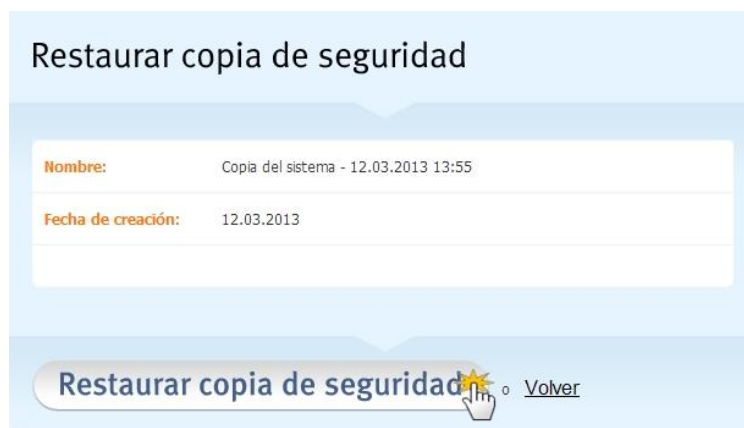 Restaurar copia de seguridad
Nombre: Copia del sistema - 12.03.2013 13:55
Fecha de creación: 12.03.2013
Restaurar copia de seguridad o Volver